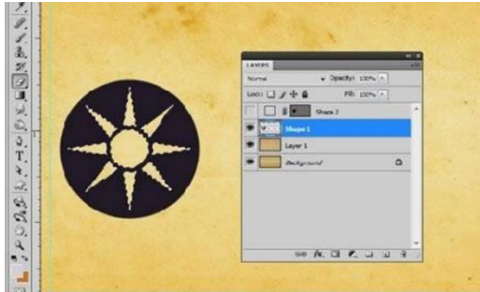 LAYERS
Normal Opacity: 100%
Lock: Fill: 100%
Shape 2
Shape 1
Layer 1
Background